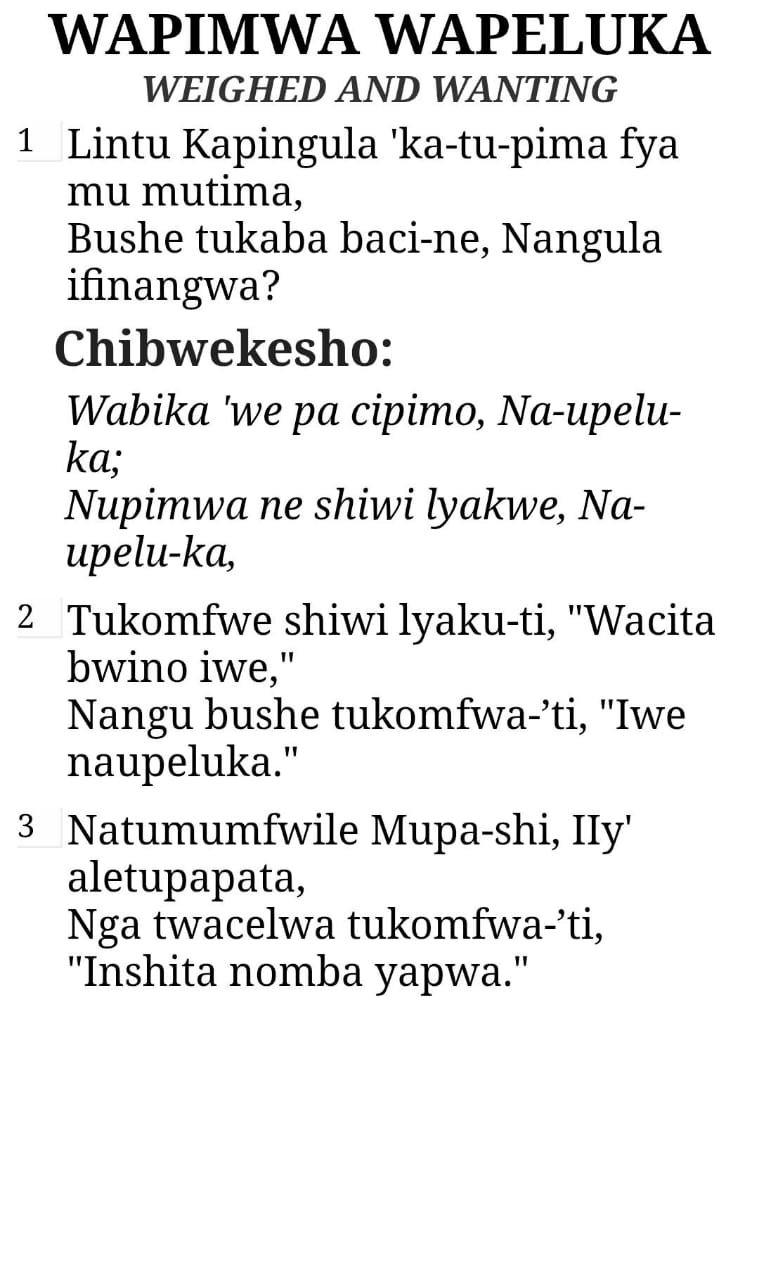 WAPIMWA WAPELUKA
WEIGHED AND WANTING
1 Lintu Kapingula 'ka-tu-pima fya
mu mutima,
Bushe tukaba baci-ne, Nangula
ifinangwa?
Chibwekesho:
Wabika 'we pa cipimo, Na-upelu-
ka;
Nupimwa ne shiwi lyakwe, Na-
upelu-ka,
2 Tukomfwe shiwi lyaku-ti, "Wacita
bwino iwe,"
Nangu bushe tukomfwa-’ti, "Iwe
naupeluka."
3 Natumumfwile Mupa-shi, IIy'
aletupapata,
Nga twacelwa tukomfwa-’ti,
"Inshita nomba yapwa."